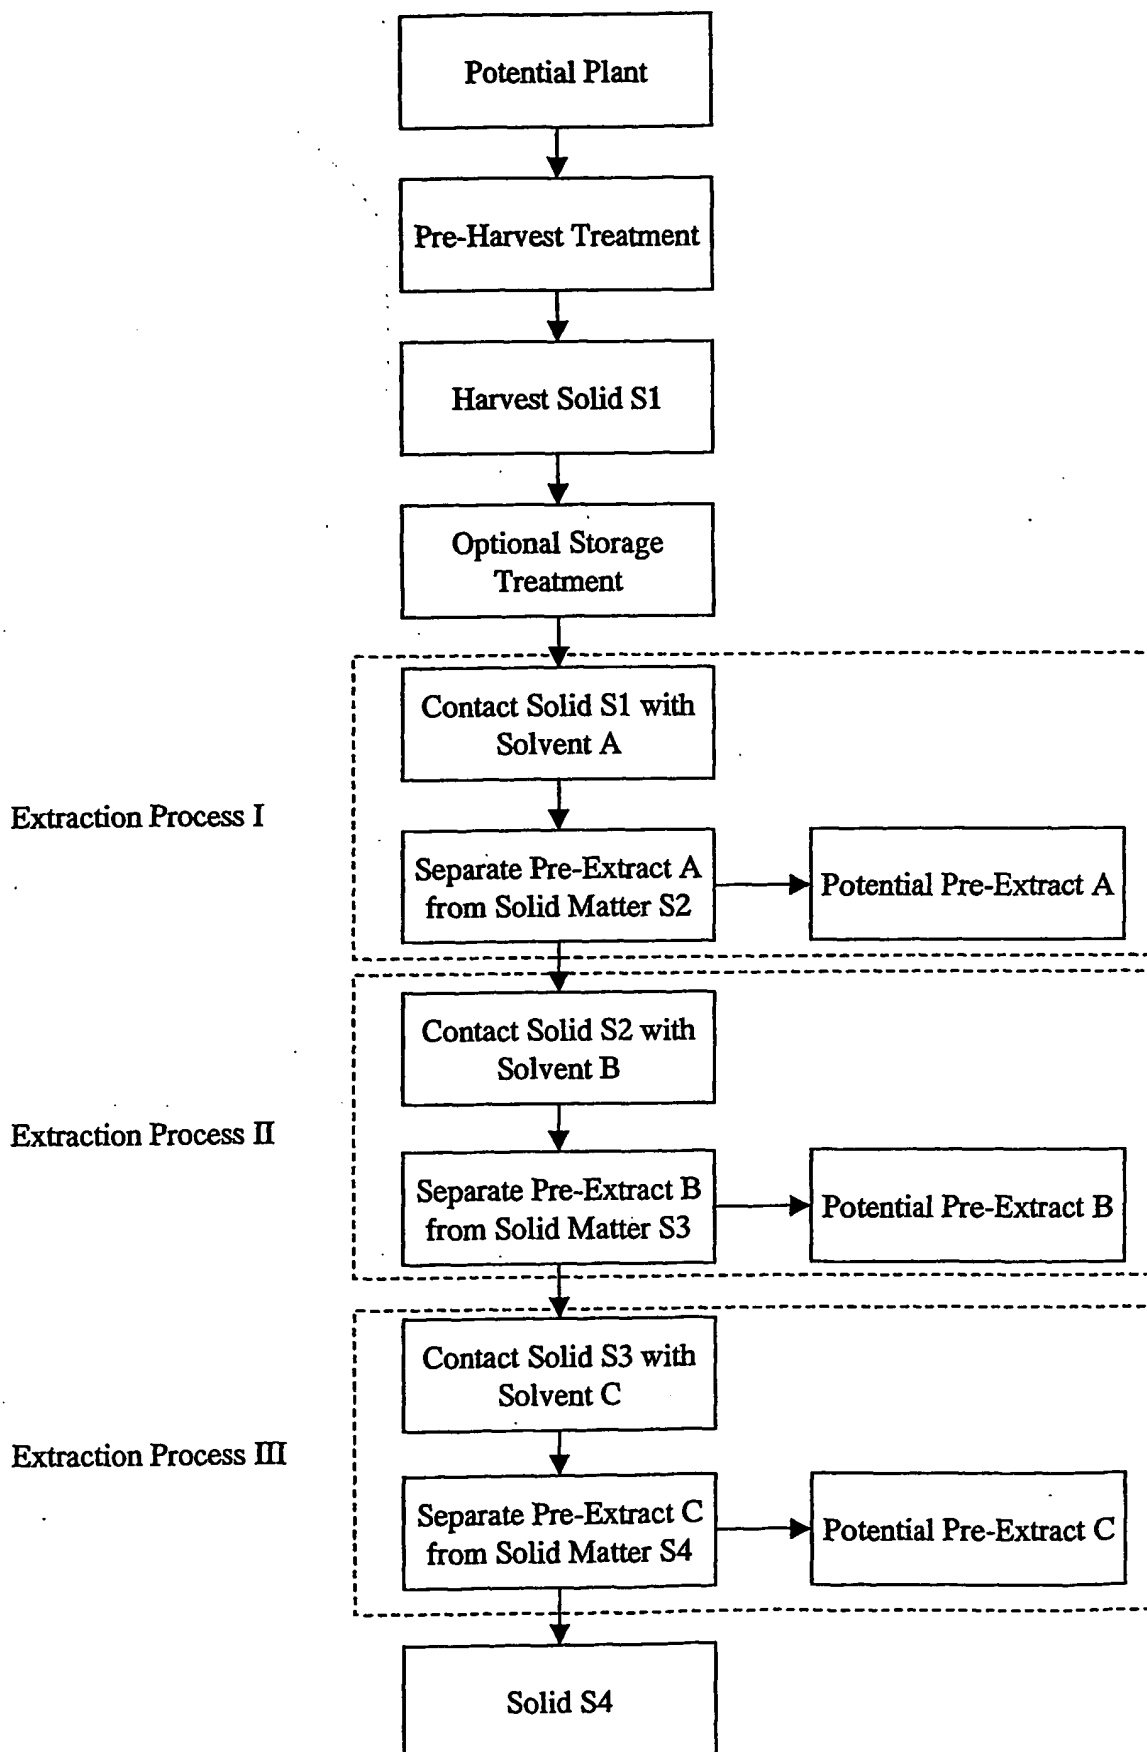 Potential Plant
Pre-Harvest Treatment
Harvest Solid S1
Optional Storage
Treatment
Contact Solid S1 with
Solvent A
Extraction Process I
Separate Pre-Extract A
from Solid Matter S2
Potential Pre-Extract A
Contact Solid S2 with
Solvent B
Extraction Process II
Separate Pre-Extract B
from Solid Matter S3
Potential Pre-Extract B
Contact Solid S3 with
Solvent C
Extraction Process III
Separate Pre-Extract C
from Solid Matter S4
Potential Pre-Extract C
Solid S4